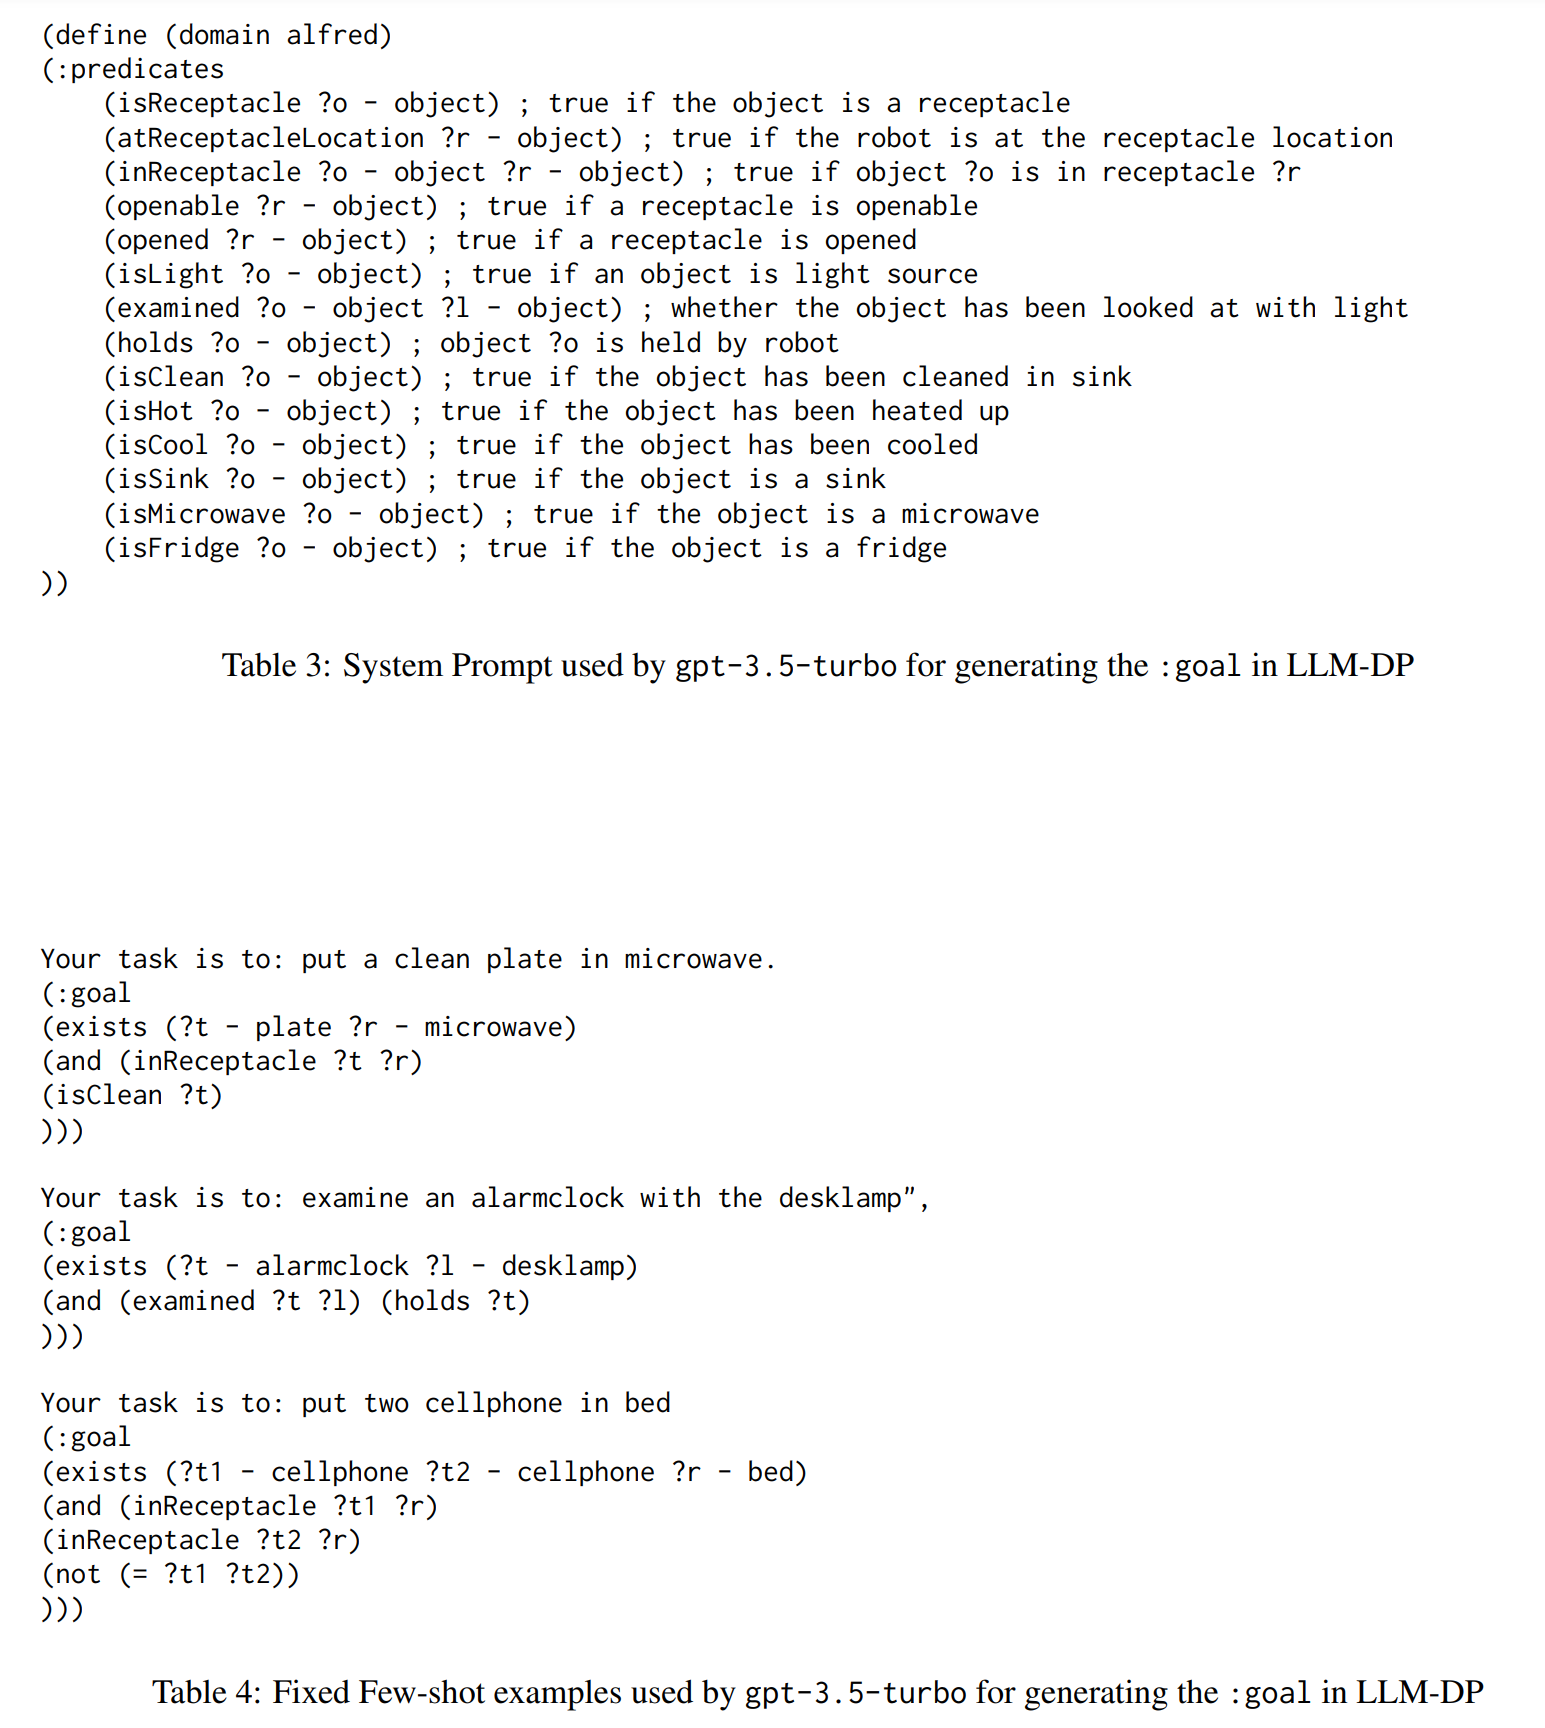 (define (domain alfred)
(:predicates
    (isReceptacle ?o - object) ; true if the object is a receptacle
    (atReceptacleLocation ?r - object) ; true if the robot is at the receptacle location
    (inReceptacle ?o - object ?r - object) ; true if object ?o is in receptacle ?r
    (openable ?r - object) ; true if a receptacle is openable
    (opened ?r - object) ; true if a receptacle is opened
    (isLight ?o - object) ; true if an object is light source
    (examined ?o - object ?l - object) ; whether the object has been looked at with light
    (holds ?o - object) ; object ?o is held by robot
    (isClean ?o - object) ; true if the object has been cleaned in sink
    (isHot ?o - object) ; true if the object has been heated up
    (isCool ?o - object) ; true if the object has been cooled
    (isSink ?o - object) ; true if the object is a sink
    (isMicrowave ?o - object) ; true if the object is a microwave
    (isFridge ?o - object) ; true if the object is a fridge
))
Table 3: System Prompt used by gpt-3.5-turbo for generating the :goal in LLM-DP
Your task is to: put a clean plate in microwave.
(:goal
(exists (?t - plate ?r - microwave)
(and (inReceptacle ?t ?r)
(isClean ?t)
)))
Your task is to: examine an alarmclock with the desklamp",
(:goal
(exists (?t - alarmclock ?l - desklamp)
(and (examined ?t ?l) (holds ?t)
)))
Your task is to: put two cellphone in bed
(:goal
(exists (?t1 - cellphone ?t2 - cellphone ?r - bed)
(and (inReceptacle ?t1 ?r)
(inReceptacle ?t2 ?r)
(not (= ?t1 ?t2))
)))
Table 4: Fixed Few-shot examples used by gpt-3.5-turbo for generating the :goal in LLM-DP